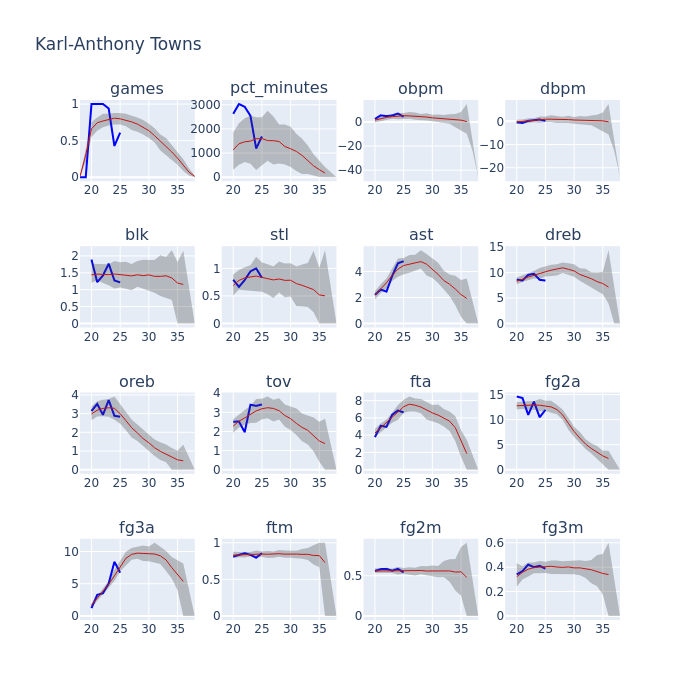 Karl-Anthony Towns
games pct_minutes obpm dbpm
1 0.5 0 20 25 30 35
3000 2000 1000 0 20 25 30 35
0 −20 −40 20 25 30 35
0 −10 −20 20 25 30 35
blk stl ast dreb
2 1.5 1 0.5 0 20 25 30 35
1 0.5 0 20 25 30 35
4 2 0 20 25 30 35
15 10 5 0 20 25 30 35
oreb tov fta fg2a
4 3 2 1 0 20 25 30 35
4 3 2 1 0 20 25 30 35
8 6 4 2 0 20 25 30 35
15 10 5 0 20 25 30 35
fg3a ftm fg2m fg3m
10 5 0 20 25 30 35
1 0.5 0 20 25 30 35
0.5 0 20 25 30 35
0.6 0.4 0.2 0 20 25 30 35